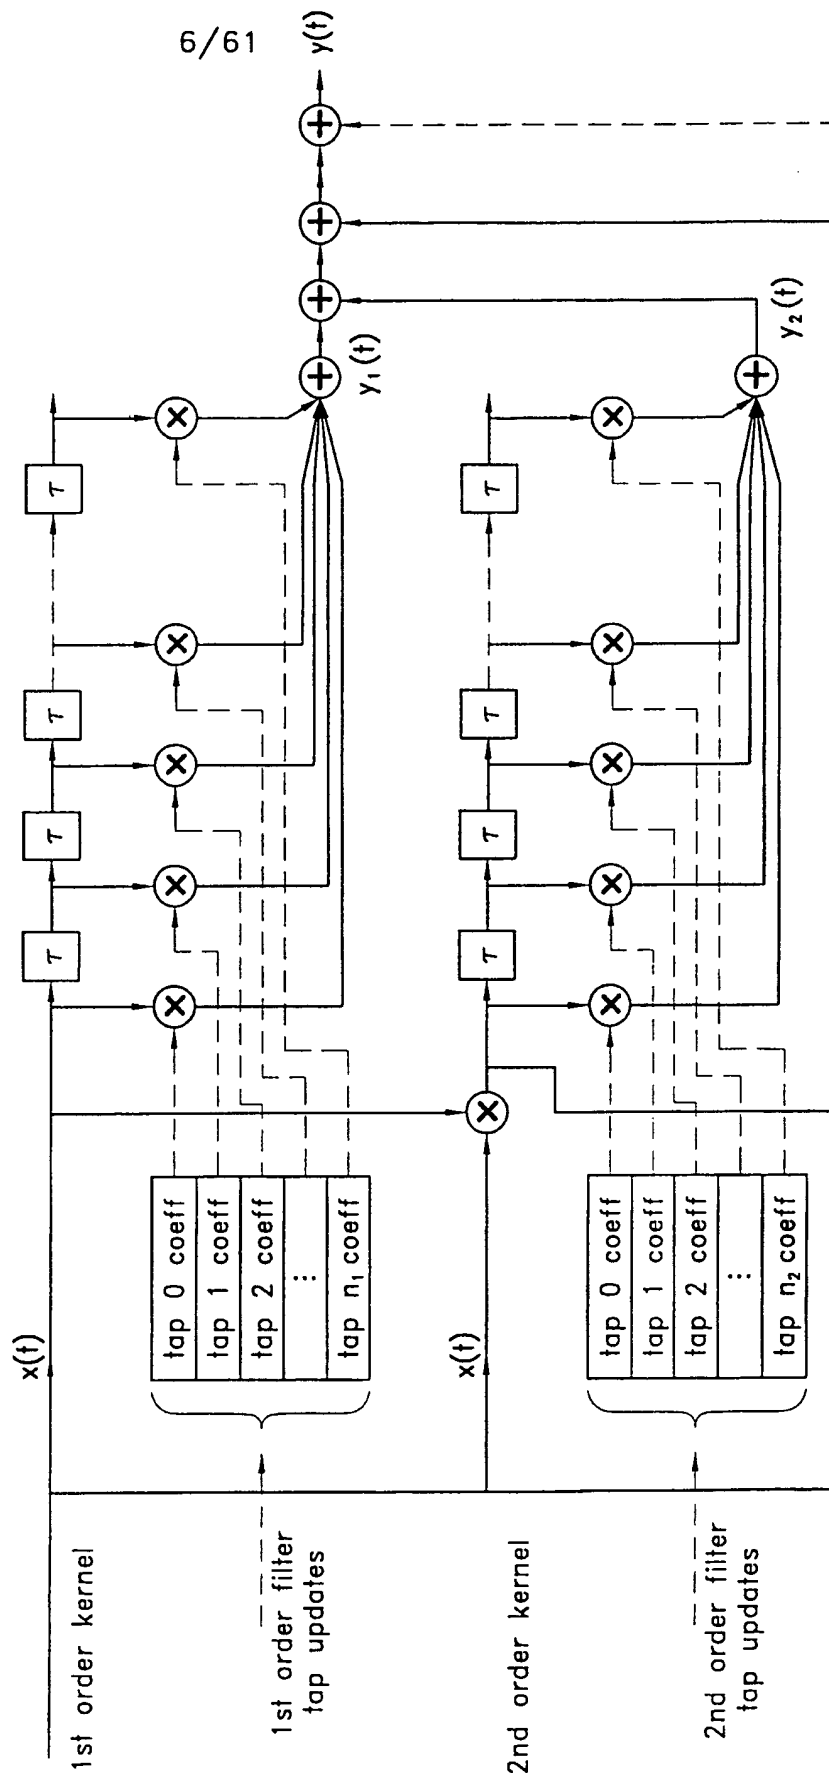 6/61
1st order kernel
x(t)
τ
τ
τ
τ
tap 0 coeff
tap 1 coeff
tap 2 coeff
...
tap n₁ coeff
1st order filter
tap updates
y₁(t)
y(t)
2nd order kernel
x(t)
τ
τ
τ
τ
tap 0 coeff
tap 1 coeff
tap 2 coeff
...
tap n₂ coeff
2nd order filter
tap updates
y₂(t)